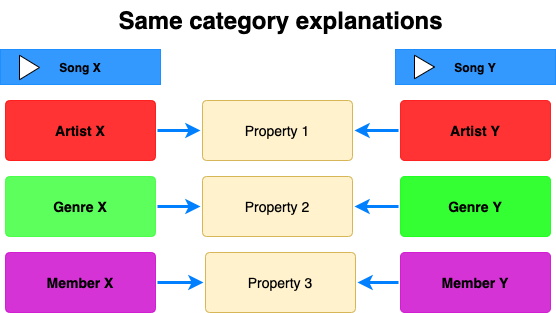 Same category explanations
Song X
Song Y
Artist X
Property 1
Artist Y
Genre X
Property 2
Genre Y
Member X
Property 3
Member Y